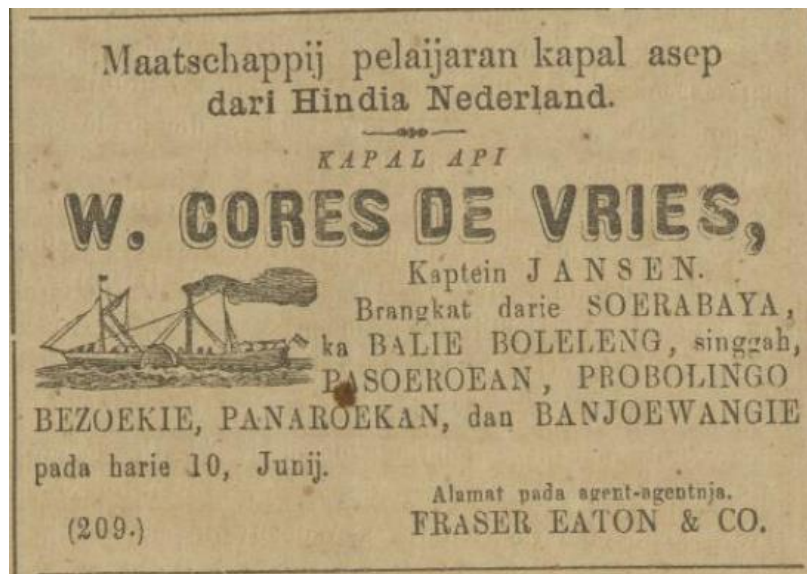 Maatschappij pelaijaran kapal asep
dari Hindia Nederland.
KAPAL API
W. CORES DE VRIES,
Kaptein JANSEN.
Brangkat darie SOERABAYA,
ka BALIE BOLELENG, singgah,
PASOEROEAN, PROBOLINGO
BEZOEKIE, PANAROEKAN, dan BANJOEWANGIE
pada harie 10, Junij.
Alamat pada agent-agentnja.
(209.) FRASER EATON & CO.